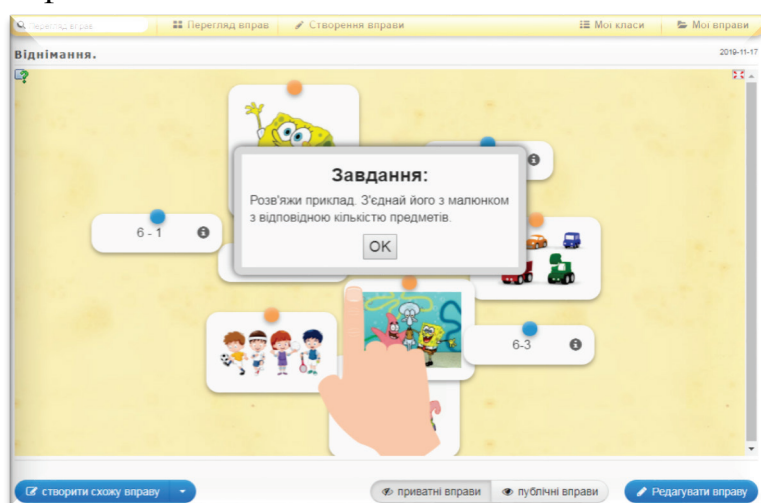 Перегляд вправ
Перегляд вправ
Створення вправи
Мої класи
Мої вправи
Віднімання.
2019-11-17
Завдання:
Розв'яжи приклад. З'єднай його з малюнком
з відповідною кількістю предметів.
OK
6 - 1
6-3
створити схожу вправу
приватні вправи
публічні вправи
Редагувати вправу